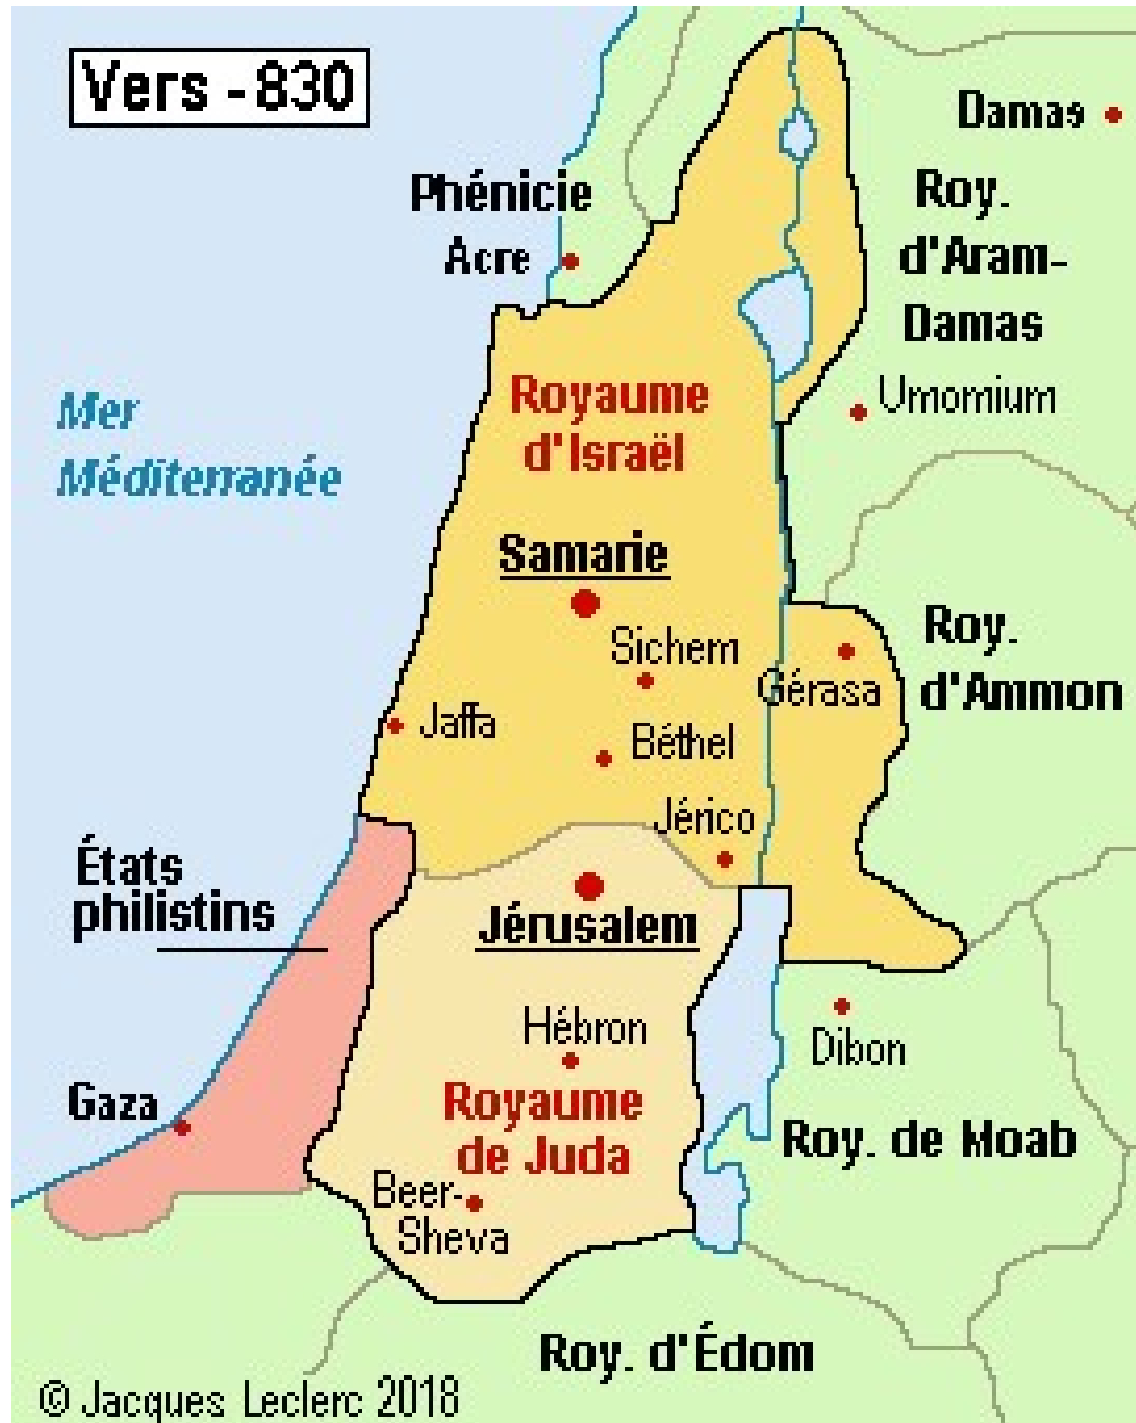 Vers - 830
Damas
Phénicie
Acre
Roy.
d'Aram-
Damas
Umomium
Mer
Méditerranée
Royaume
d'Israël
Samarie
Sichem
Roy.
d'Ammon
Gérasa
Jaffa
Béthel
Jérico
États
philistins
Jérusalem
Hébron
Dibon
Gaza
Royaume
de Juda
Roy. de Moab
Beer-
Sheva
Roy. d'Édom
© Jacques Leclerc 2018